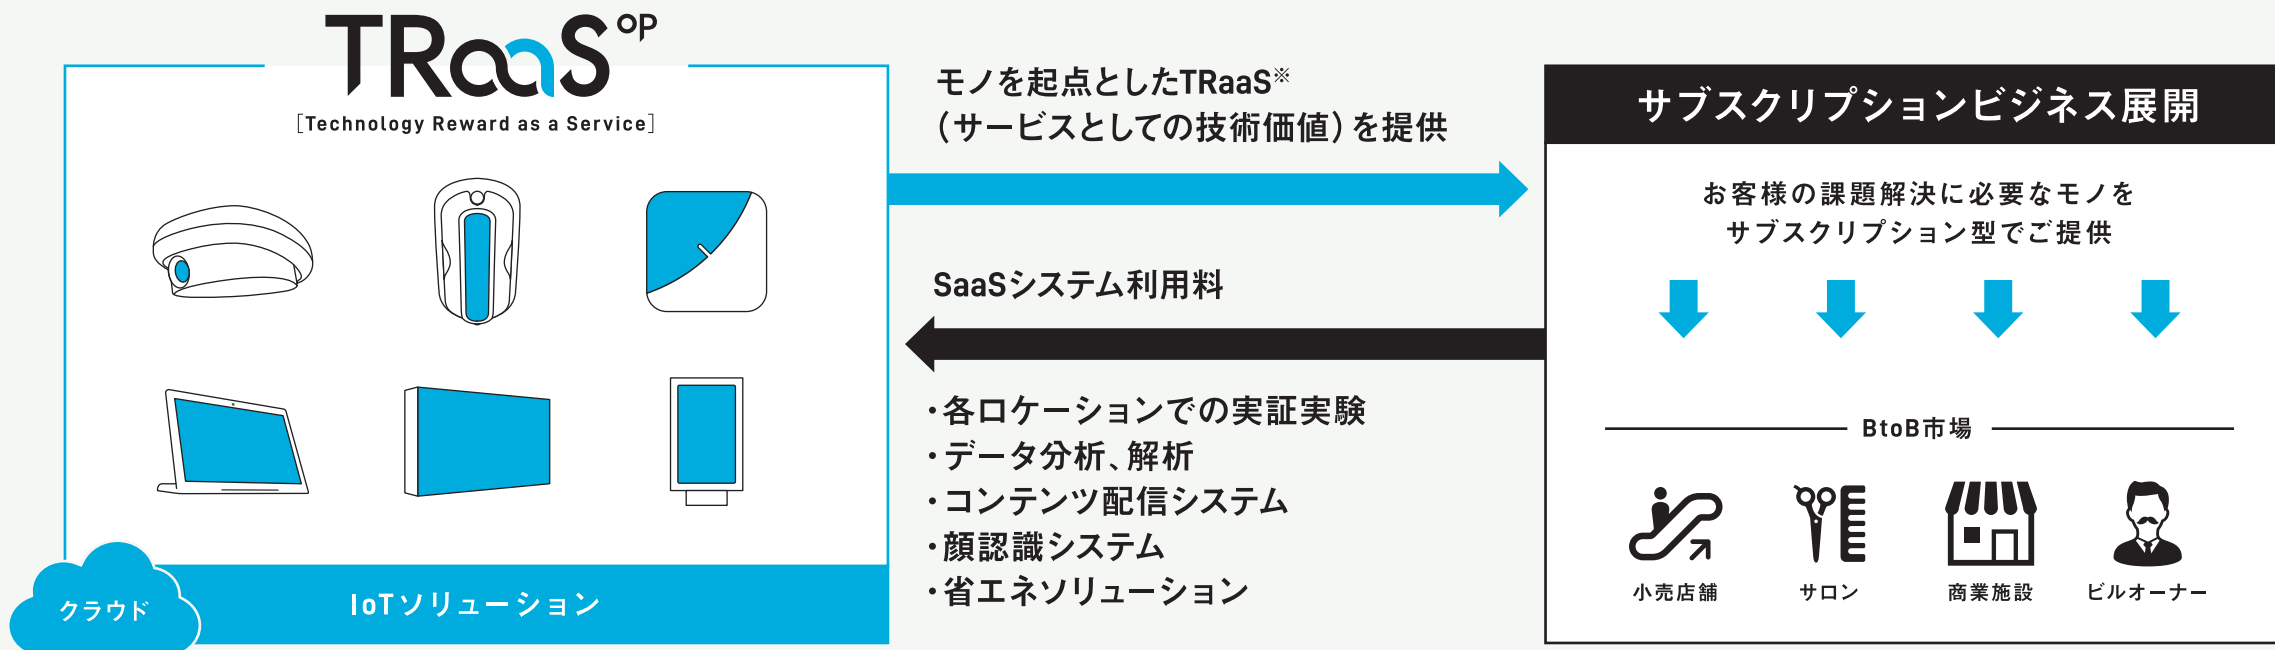 TRaaS OP
[Technology Reward as a Service]
クラウド
IoTソリューション
モノを起点としたTRaaS※
（サービスとしての技術価値）を提供
SaaSシステム利用料
・各ロケーションでの実証実験
・データ分析、解析
・コンテンツ配信システム
・顔認識システム
・省エネソリューション
サブスクリプションビジネス展開
お客様の課題解決に必要なモノを
サブスクリプション型でご提供
BtoB市場
小売店舗
サロン
商業施設
ビルオーナー